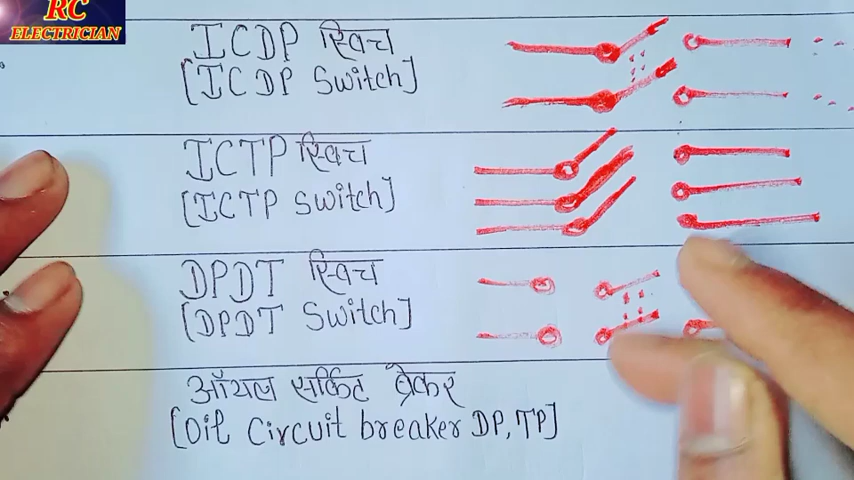 RC
ELECTRICIAN
ICDP स्विच
[ICDP Switch]
ICTP स्विच
[ICTP Switch]
DPDT स्विच
[DPDT Switch]
ऑयल सर्किट ब्रेकर
[Oil Circuit breaker DP, TP]